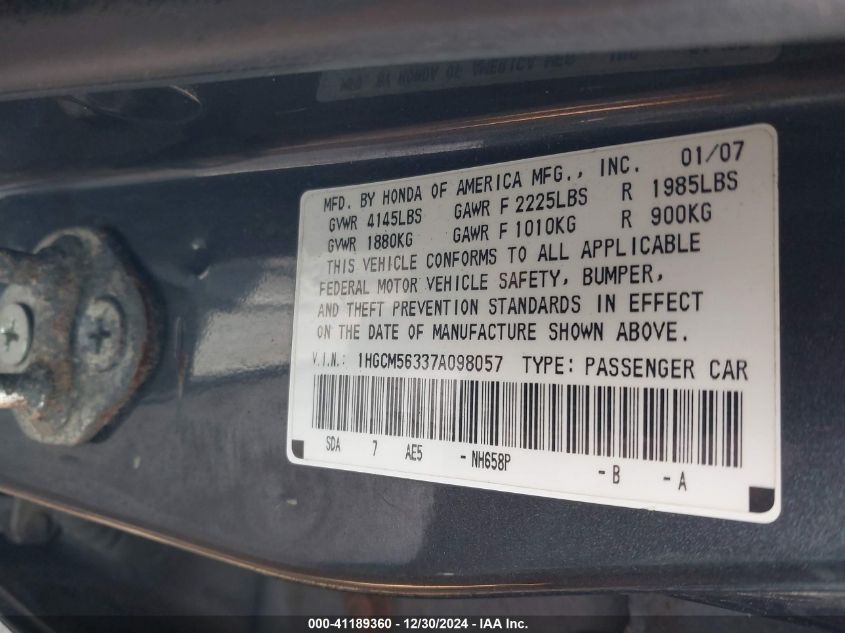 MFD. BY HONDA OF AMERICA MFG., INC. 01/07
GVWR 4145LBS GAWR F 2225LBS R 1985LBS
GVWR 1880KG GAWR F 1010KG R 900KG
THIS VEHICLE CONFORMS TO ALL APPLICABLE
FEDERAL MOTOR VEHICLE SAFETY, BUMPER,
AND THEFT PREVENTION STANDARDS IN EFFECT
ON THE DATE OF MANUFACTURE SHOWN ABOVE.
V.I.N.: 1HGCM56337A098057 TYPE: PASSENGER CAR
SDA 7 AE5 -NH658P -B -A
000-41189360 - 12/30/2024 - IAA Inc.